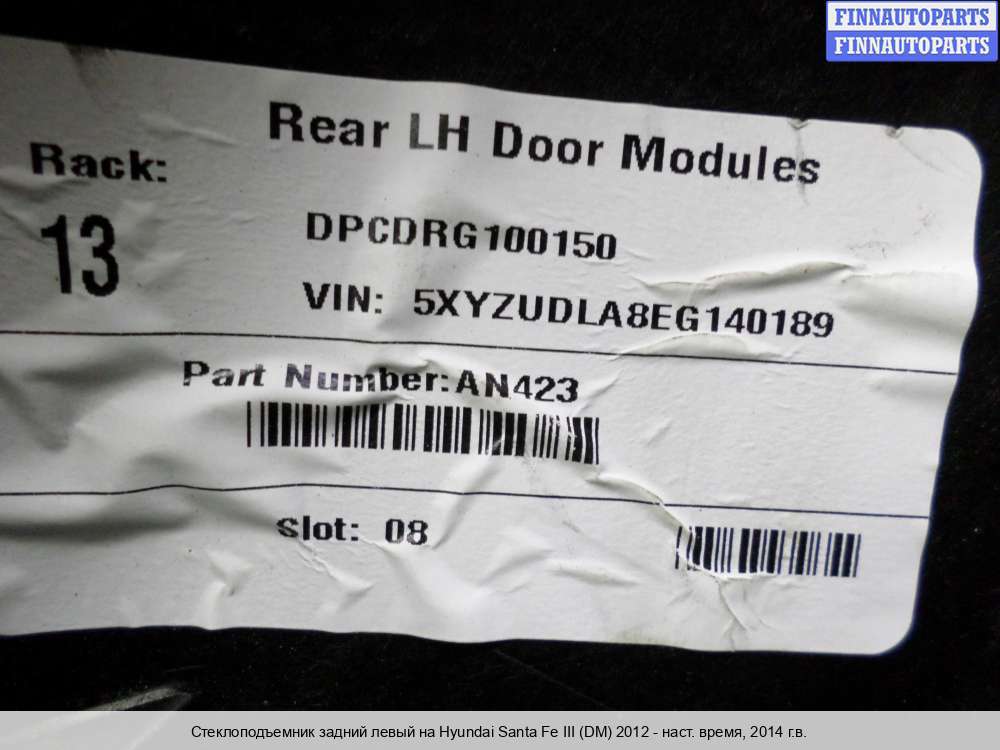 FINNAUTOPARTS
FINNAUTOPARTS
Rear LH Door Modules
Rack:
13
DPCDRG100150
VIN: 5XYZUDLA8EG140189
Part Number:AN423
Slot: 08
Стеклоподъемник задний левый на Hyundai Santa Fe III (DM) 2012 - наст. время, 2014 г.в.